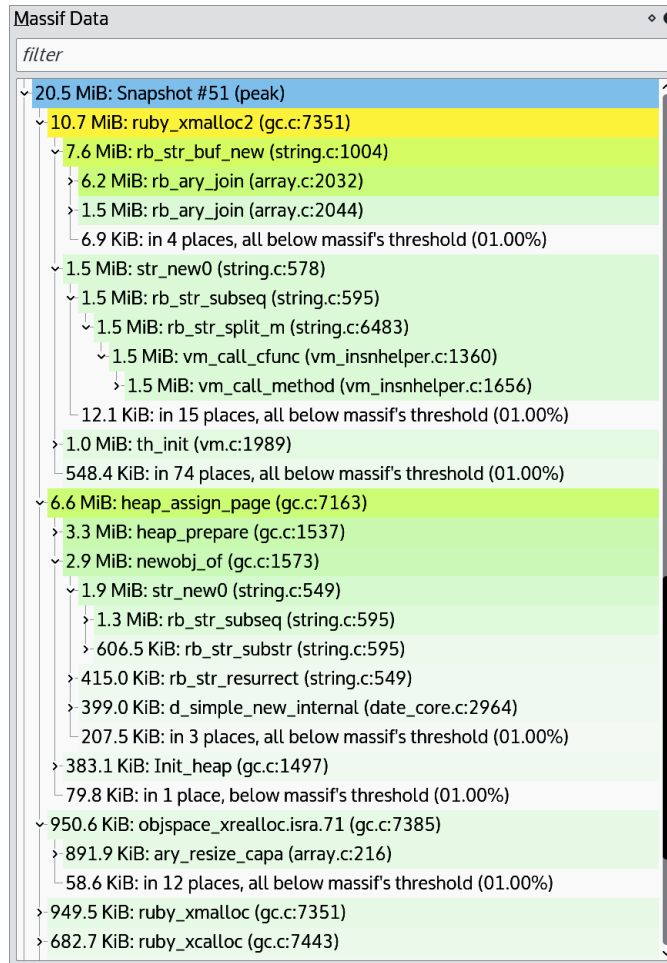 Massif Data
filter
20.5 MiB: Snapshot #51 (peak)
10.7 MiB: ruby_xmalloc2 (gc.c:7351)
7.6 MiB: rb_str_buf_new (string.c:1004)
6.2 MiB: rb_ary_join (array.c:2032)
1.5 MiB: rb_ary_join (array.c:2044)
6.9 KiB: in 4 places, all below massif's threshold (01.00%)
1.5 MiB: str_new0 (string.c:578)
1.5 MiB: rb_str_subseq (string.c:595)
1.5 MiB: rb_str_split_m (string.c:6483)
1.5 MiB: vm_call_cfunc (vm_insnhelper.c:1360)
1.5 MiB: vm_call_method (vm_insnhelper.c:1656)
12.1 KiB: in 15 places, all below massif's threshold (01.00%)
1.0 MiB: th_init (vm.c:1989)
548.4 KiB: in 74 places, all below massif's threshold (01.00%)
6.6 MiB: heap_assign_page (gc.c:7163)
3.3 MiB: heap_prepare (gc.c:1537)
2.9 MiB: newobj_of (gc.c:1573)
1.9 MiB: str_new0 (string.c:549)
1.3 MiB: rb_str_subseq (string.c:595)
606.5 KiB: rb_str_substr (string.c:595)
415.0 KiB: rb_str_resurrect (string.c:549)
399.0 KiB: d_simple_new_internal (date_core.c:2964)
207.5 KiB: in 3 places, all below massif's threshold (01.00%)
383.1 KiB: Init_heap (gc.c:1497)
79.8 KiB: in 1 place, below massif's threshold (01.00%)
950.6 KiB: objspace_xrealloc.isra.71 (gc.c:7385)
891.9 KiB: ary_resize_capa (array.c:216)
58.6 KiB: in 12 places, all below massif's threshold (01.00%)
949.5 KiB: ruby_xmalloc (gc.c:7351)
682.7 KiB: ruby_xcalloc (gc.c:7443)